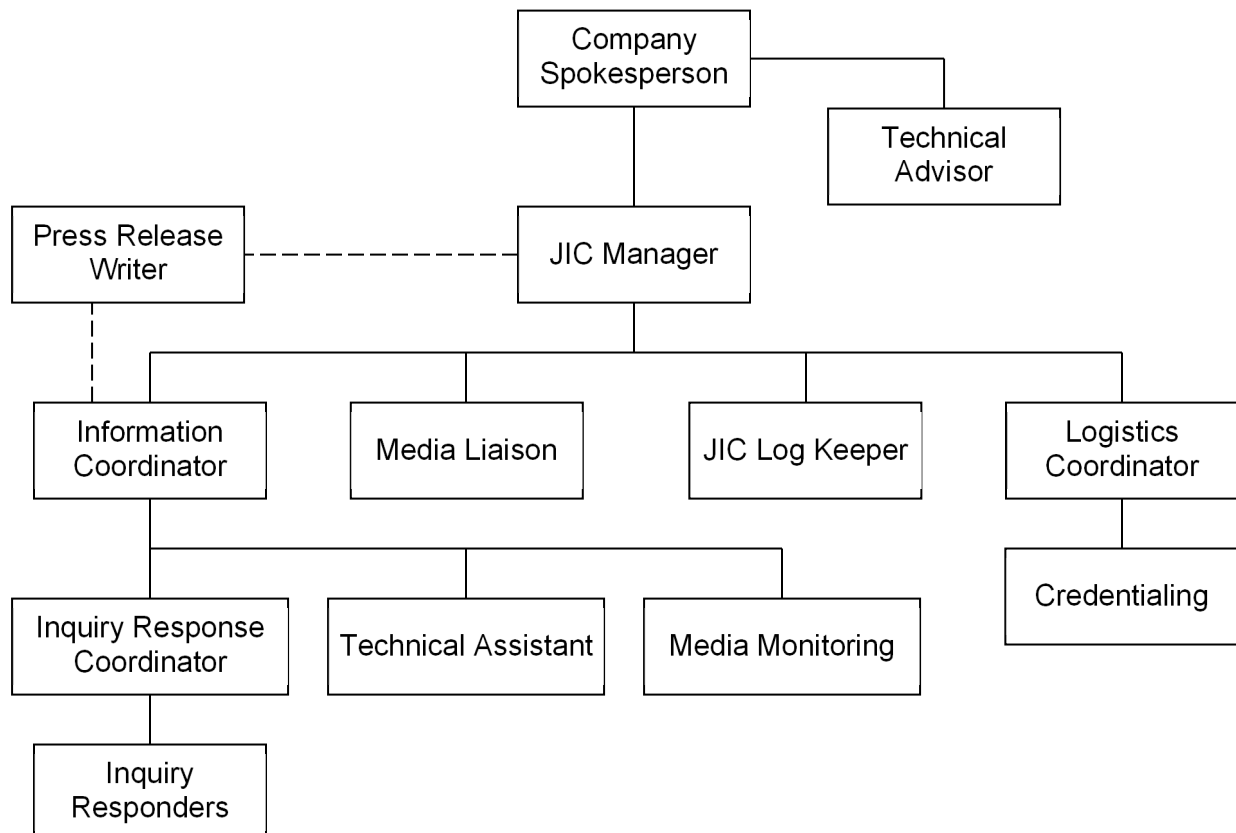 Company
Spokesperson
Technical
Advisor
Press Release
Writer
JIC Manager
Information
Coordinator
Media Liaison
JIC Log Keeper
Logistics
Coordinator
Inquiry Response
Coordinator
Technical Assistant
Media Monitoring
Credentialing
Inquiry
Responders